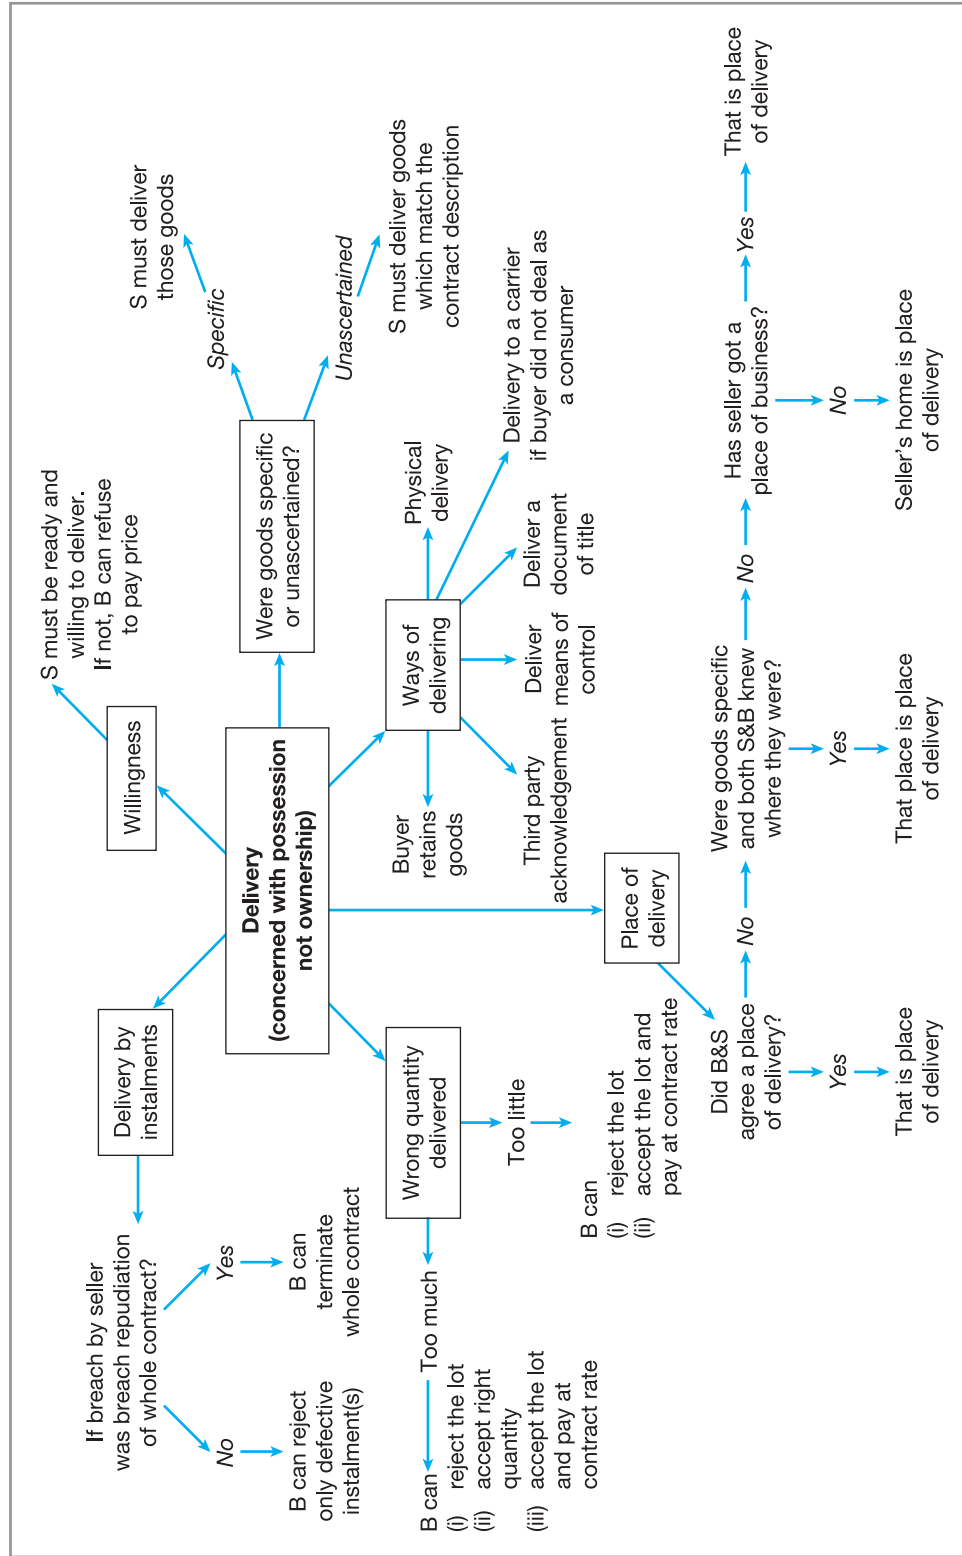 If breach by seller
was breach repudiation
of whole contract?
No
B can reject
only defective
instalment(s)
Yes
B can
terminate
whole contract
Delivery by
instalments
Willingness
S must be ready and
willing to deliver.
If not, B can refuse
to pay price
Delivery
(concerned with possession
not ownership)
Were goods specific
or unascertained?
Specific
S must deliver
those goods
Unascertained
S must deliver goods
which match the
contract description
Wrong quantity
delivered
Too much
B can
(i) reject the lot
(ii) accept right
quantity
(iii) accept the lot
and pay at
contract rate
Too little
B can
(i) reject the lot
(ii) accept the lot and
pay at contract rate
Ways of
delivering
Buyer
retains
goods
Third party
acknowledgement
Deliver
means of
control
Deliver a
document
of title
Physical
delivery
Delivery to a carrier
if buyer did not deal as
a consumer
Place of
delivery
Did B&S
agree a place
of delivery?
Yes
That is place
of delivery
No
Were goods specific
and both S&B knew
where they were?
Yes
That place is place
of delivery
No
Has seller got a
place of business?
No
Seller's home is place
of delivery
Yes
That is place
of delivery